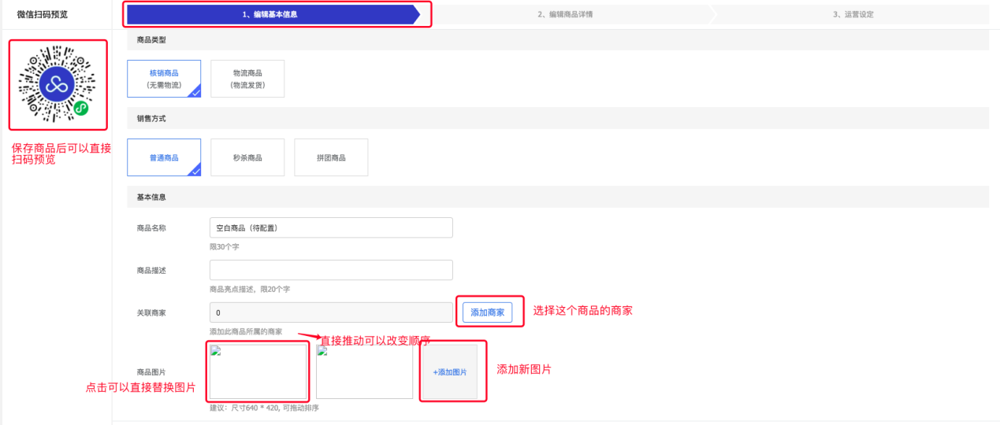 微信扫码预览
1、编辑基本信息
2、编辑商品详情
3、运营设定
保存商品后可以直接
扫码预览
商品类型
核销商品
（无需物流）
物流商品
（物流发货）
销售方式
普通商品
秒杀商品
拼团商品
基本信息
商品名称
空白商品（待配置）
限30个字
商品描述
商品亮点描述，限20个字
关联商家
0
添加商家
选择这个商品的商家
添加此商品所属的商家
直接推动可以改变顺序
商品图片
+添加图片
添加新图片
点击可以直接替换图片
建议：尺寸640 * 420, 可拖动排序